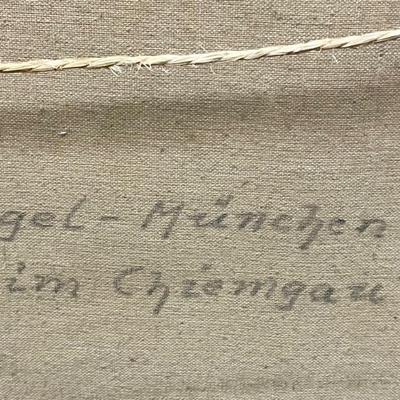 gel - München
im Chiemgau